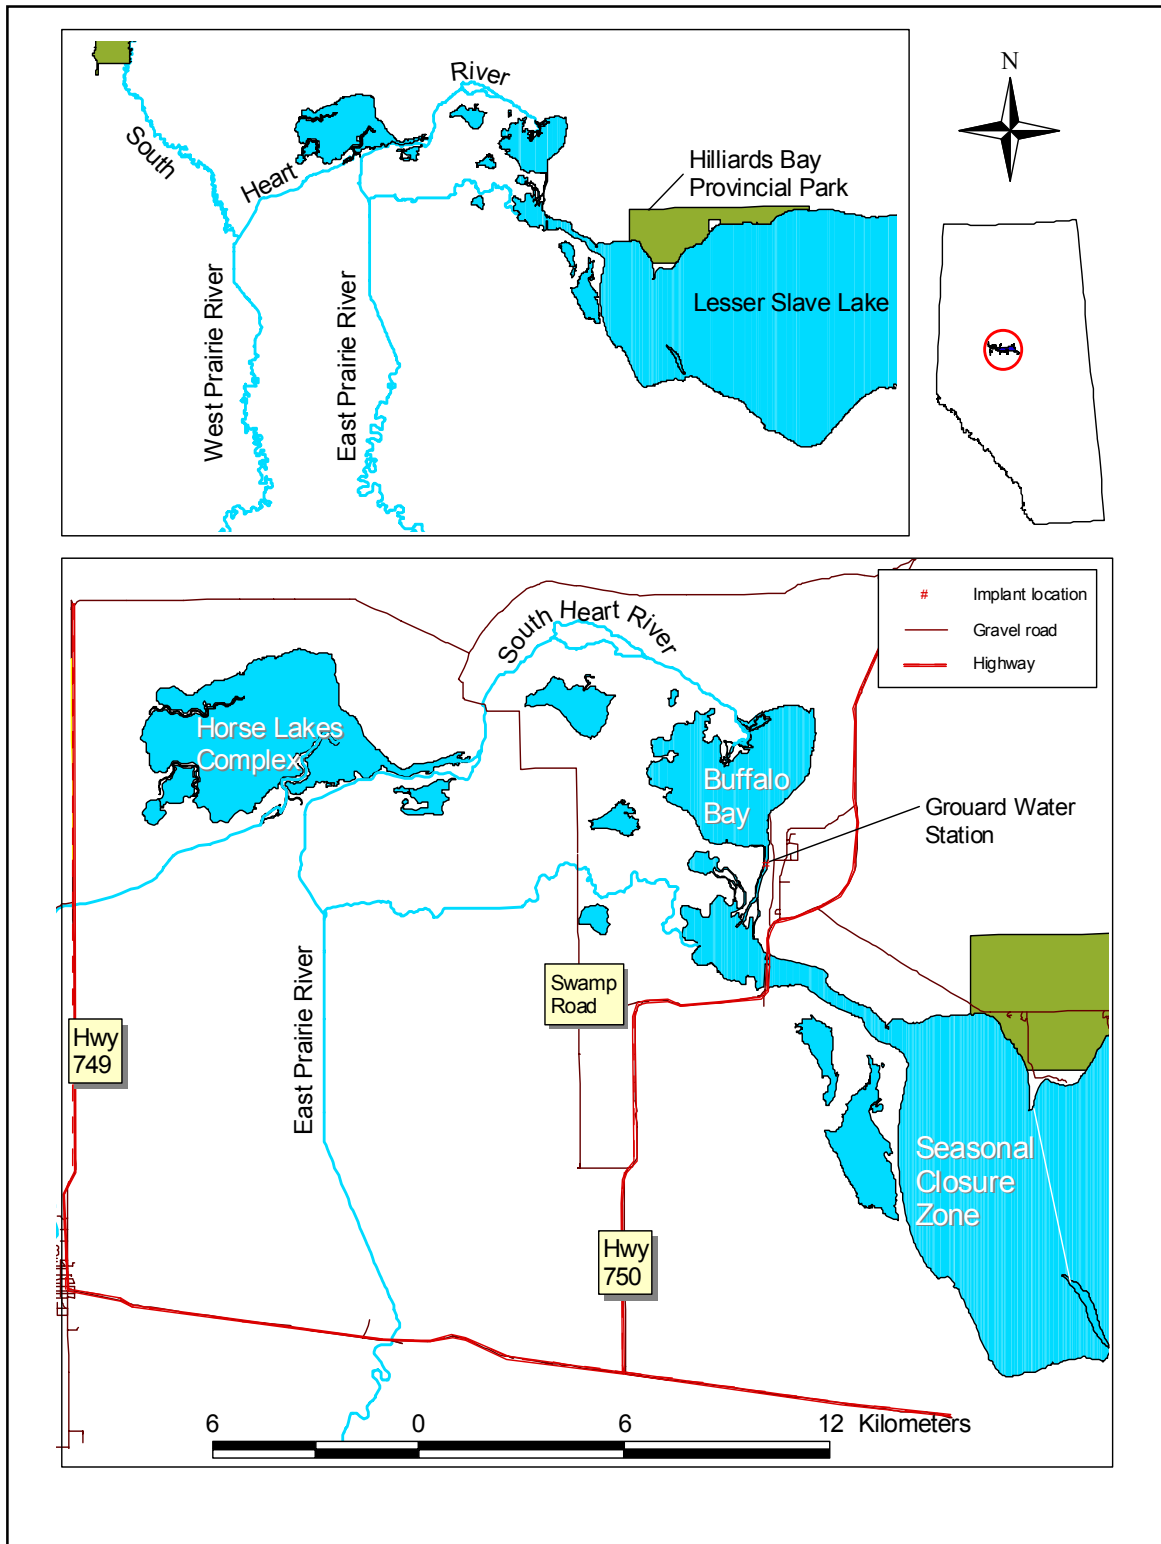 River
N
South
Heart
Hilliards Bay
Provincial Park
Lesser Slave Lake
West Prairie River
East Prairie River
# Implant location
Gravel road
Highway
South Heart River
Horse Lakes
Complex
Buffalo
Bay
Grouard Water
Station
East Prairie River
Swamp
Road
Hwy
749
Seasonal
Closure
Zone
Hwy
750
6 0 6 12 Kilometers